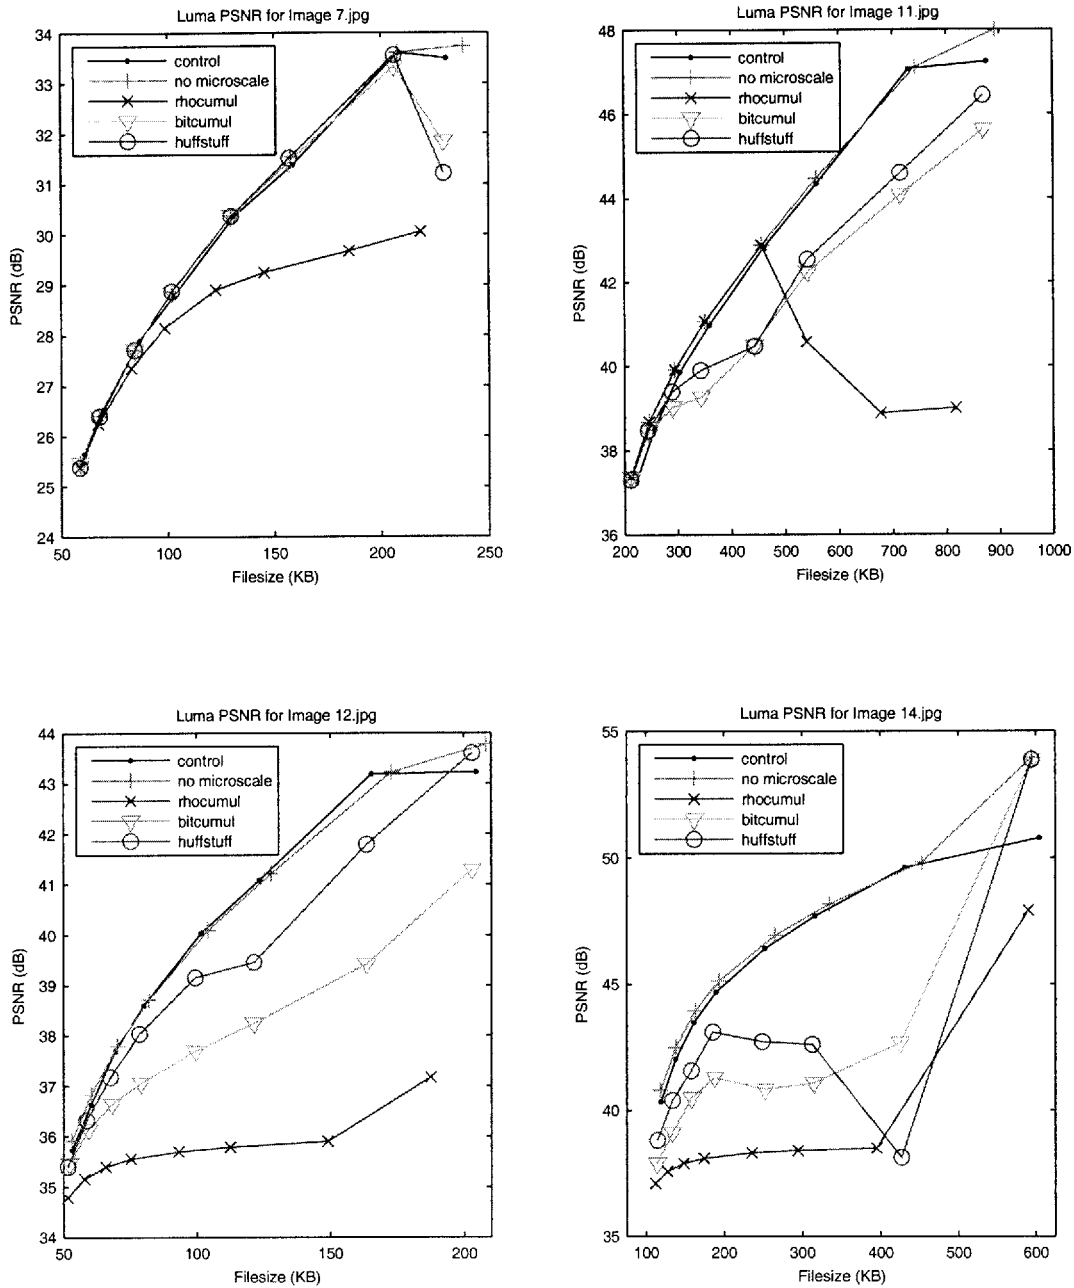 Luma PSNR for Image 7.jpg
34
33
32
31
30
29
28
27
26
25
24
PSNR (dB)
control
no microscale
rhocumul
bitcumul
huffstuff
50 100 150 200 250
Filesize (KB)
Luma PSNR for Image 11.jpg
48
46
44
42
40
38
36
PSNR (dB)
control
no microscale
rhocumul
bitcumul
huffstuff
200 300 400 500 600 700 800 900 1000
Filesize (KB)
Luma PSNR for Image 12.jpg
44
43
42
41
40
39
38
37
36
35
34
PSNR (dB)
control
no microscale
rhocumul
bitcumul
huffstuff
50 100 150 200
Filesize (KB)
Luma PSNR for Image 14.jpg
55
50
45
40
35
PSNR (dB)
control
no microscale
rhocumul
bitcumul
huffstuff
100 200 300 400 500 600
Filesize (KB)